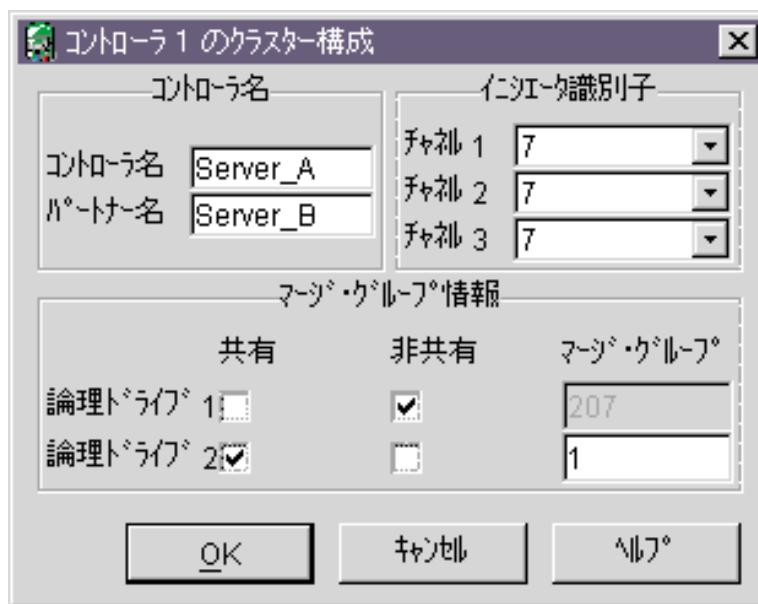 コントローラ 1 のクラスター構成
コントローラ名
コントローラ名 Server_A
パートナー名 Server_B
イニシエータ識別子
チャネル 1 7
チャネル 2 7
チャネル 3 7
マージ・グループ情報
共有 非共有 マージ・グループ
論理ドライブ 1 207
論理ドライブ 2 1
OK キャンセル ヘルプ